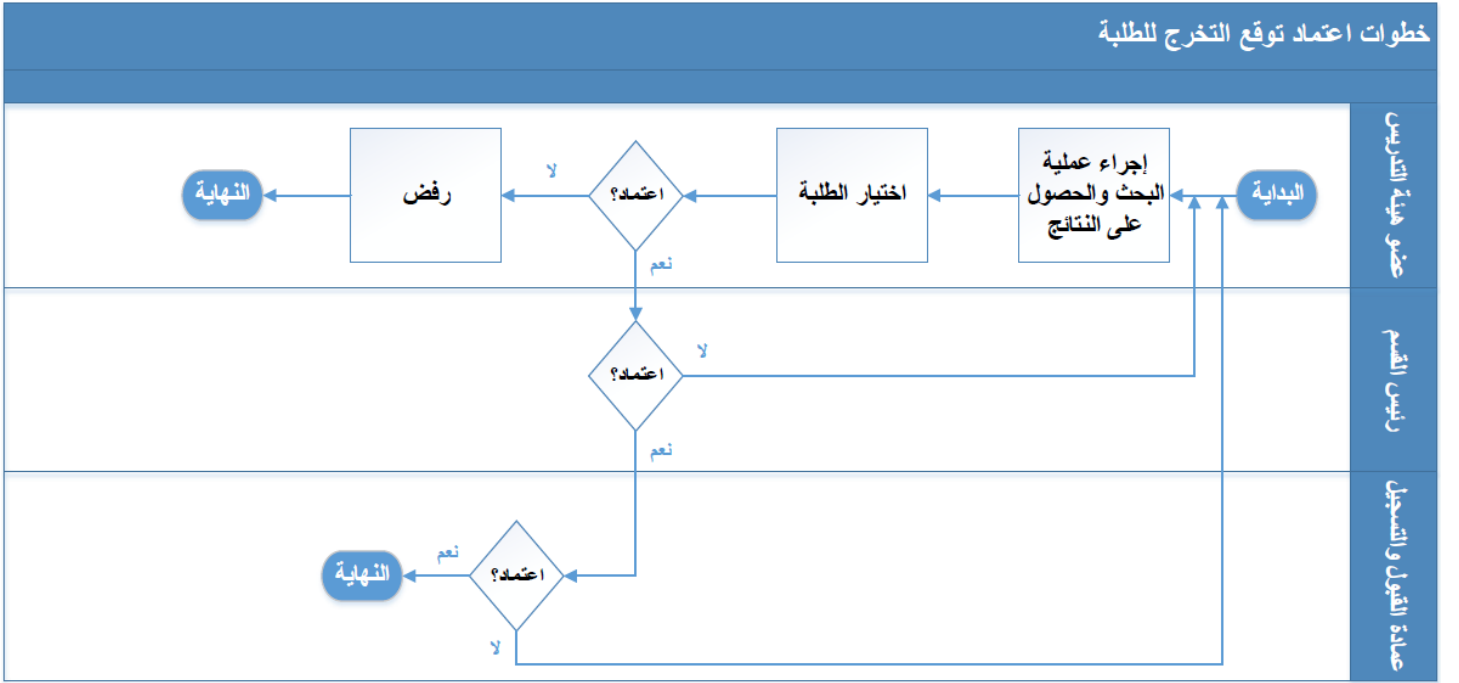 خطوات اعتماد توقع التخرج للطلبة
عضو هيئة التدريس
البداية
إجراء عملية
البحث والحصول
على النتائج
اختيار الطلبة
اعتماد؟
لا
رفض
النهاية
نعم
رئيس القسم
اعتماد؟
لا
نعم
عمادة القبول والتسجيل
اعتماد؟
نعم
النهاية
لا